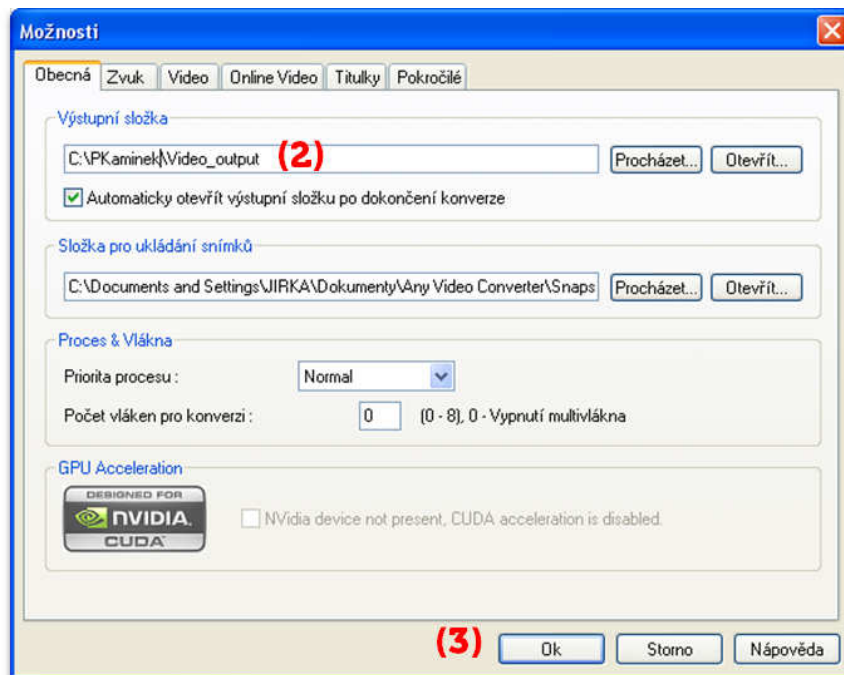 Možnosti
Obecná Zvuk Video Online Video Titulky Pokročilé
Výstupní složka
C:\PKaminek\Video_output (2) Procházet... Otevřít...
Automaticky otevřít výstupní složku po dokončení konverze
Složka pro ukládání snímků
C:\Documents and Settings\JIRKA\Dokumenty\Any Video Converter\Snaps Procházet... Otevřít...
Proces & Vlákna
Priorita procesu : Normal
Počet vláken pro konverzi : 0 (0 - 8), 0 - Vypnutí multivlákna
GPU Acceleration
DESIGNED FOR
NVIDIA. NVidia device not present, CUDA acceleration is disabled.
CUDA
(3) Ok Storno Nápověda